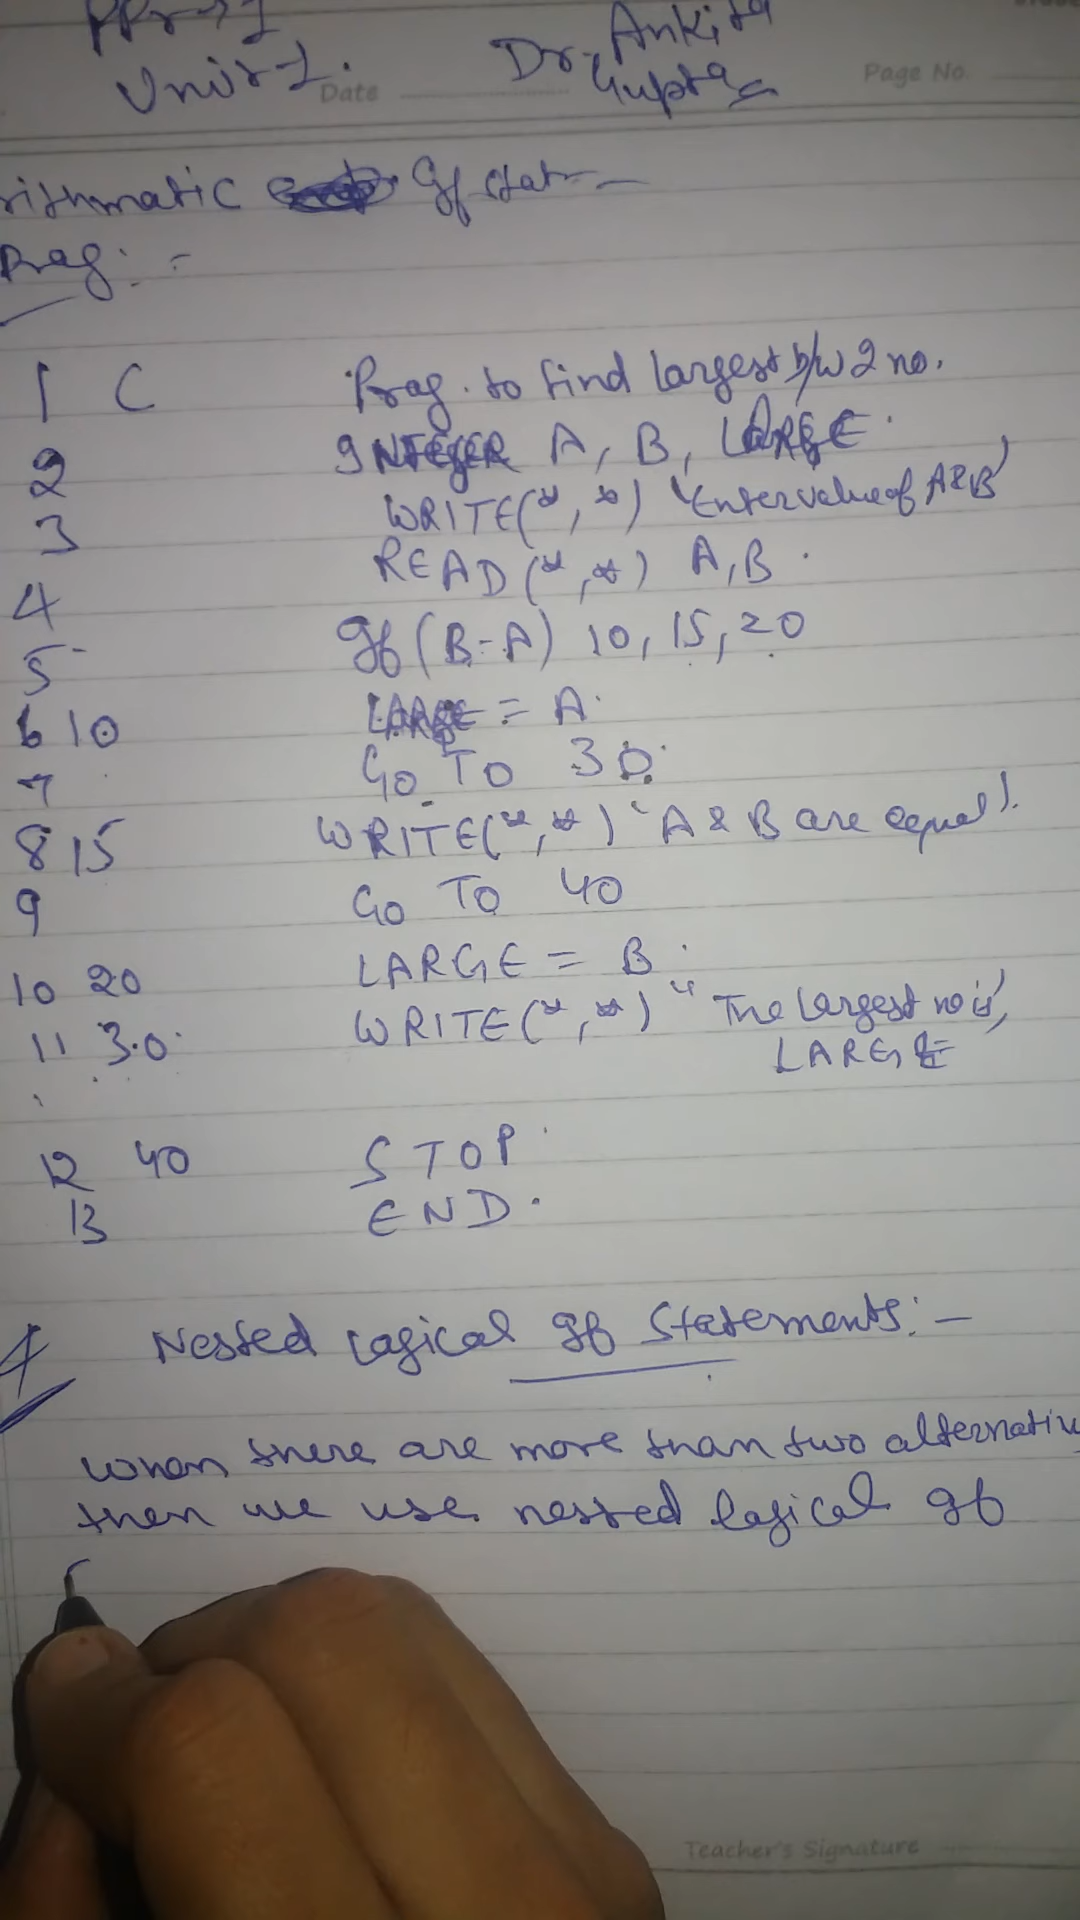 Unit-1.
Date
Dr. Ankita
Gupta
Page No.
rithmatic If stat-
Prog. :-
1 C Prog. to find largest b/w 2 no.
2 INTEGER A, B, LARGE.
3 WRITE(*,*) 'Enter value of A&B'
4 READ(*,*) A,B.
5 If (B-A) 10, 15, 20
6 10 LARGE = A.
7 GO TO 30.
8 15 WRITE(*,*) 'A & B are equal'.
9 GO TO 40
10 20 LARGE = B.
11 30. WRITE(*,*) "The largest no is',
LARGE
12 40 STOP.
13 END.
Nested Logical If Statements:-
When there are more than two alternativ
then we use nested logical If
Teacher's Signature